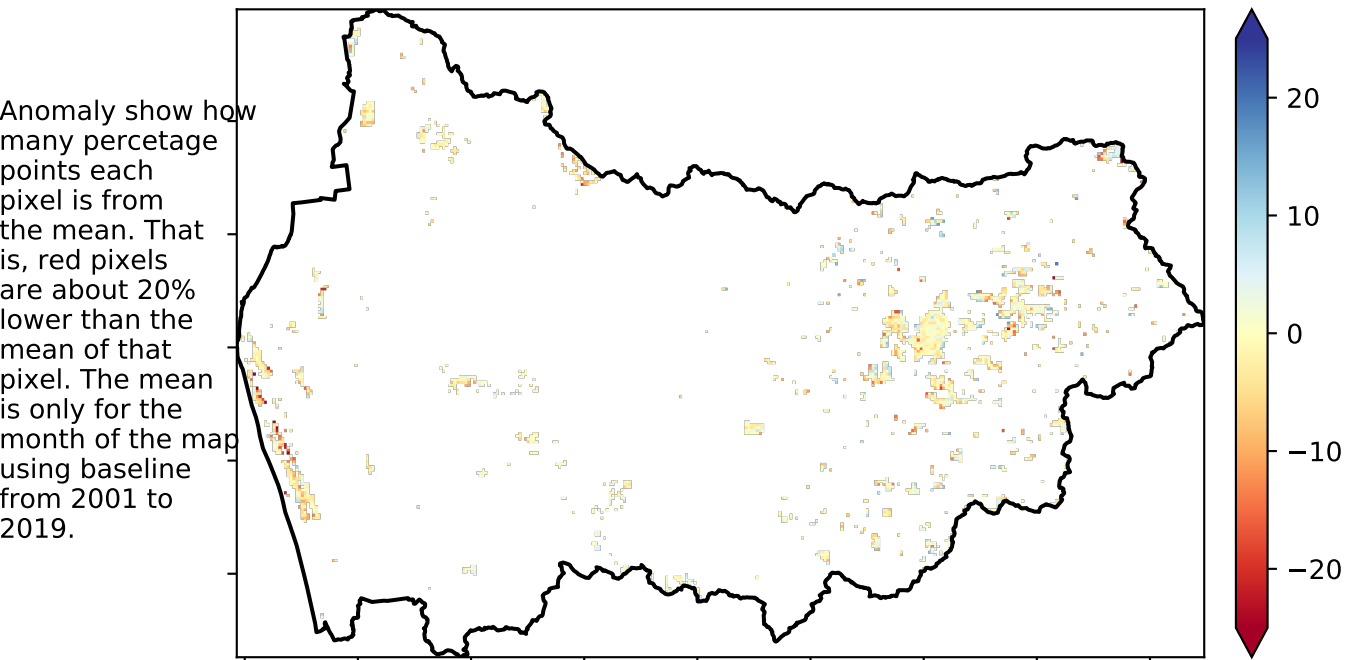 Anomaly show how
many percetage
points each
pixel is from
the mean. That
is, red pixels
are about 20%
lower than the
mean of that
pixel. The mean
is only for the
month of the map
using baseline
from 2001 to
2019.
20
10
0
−10
−20